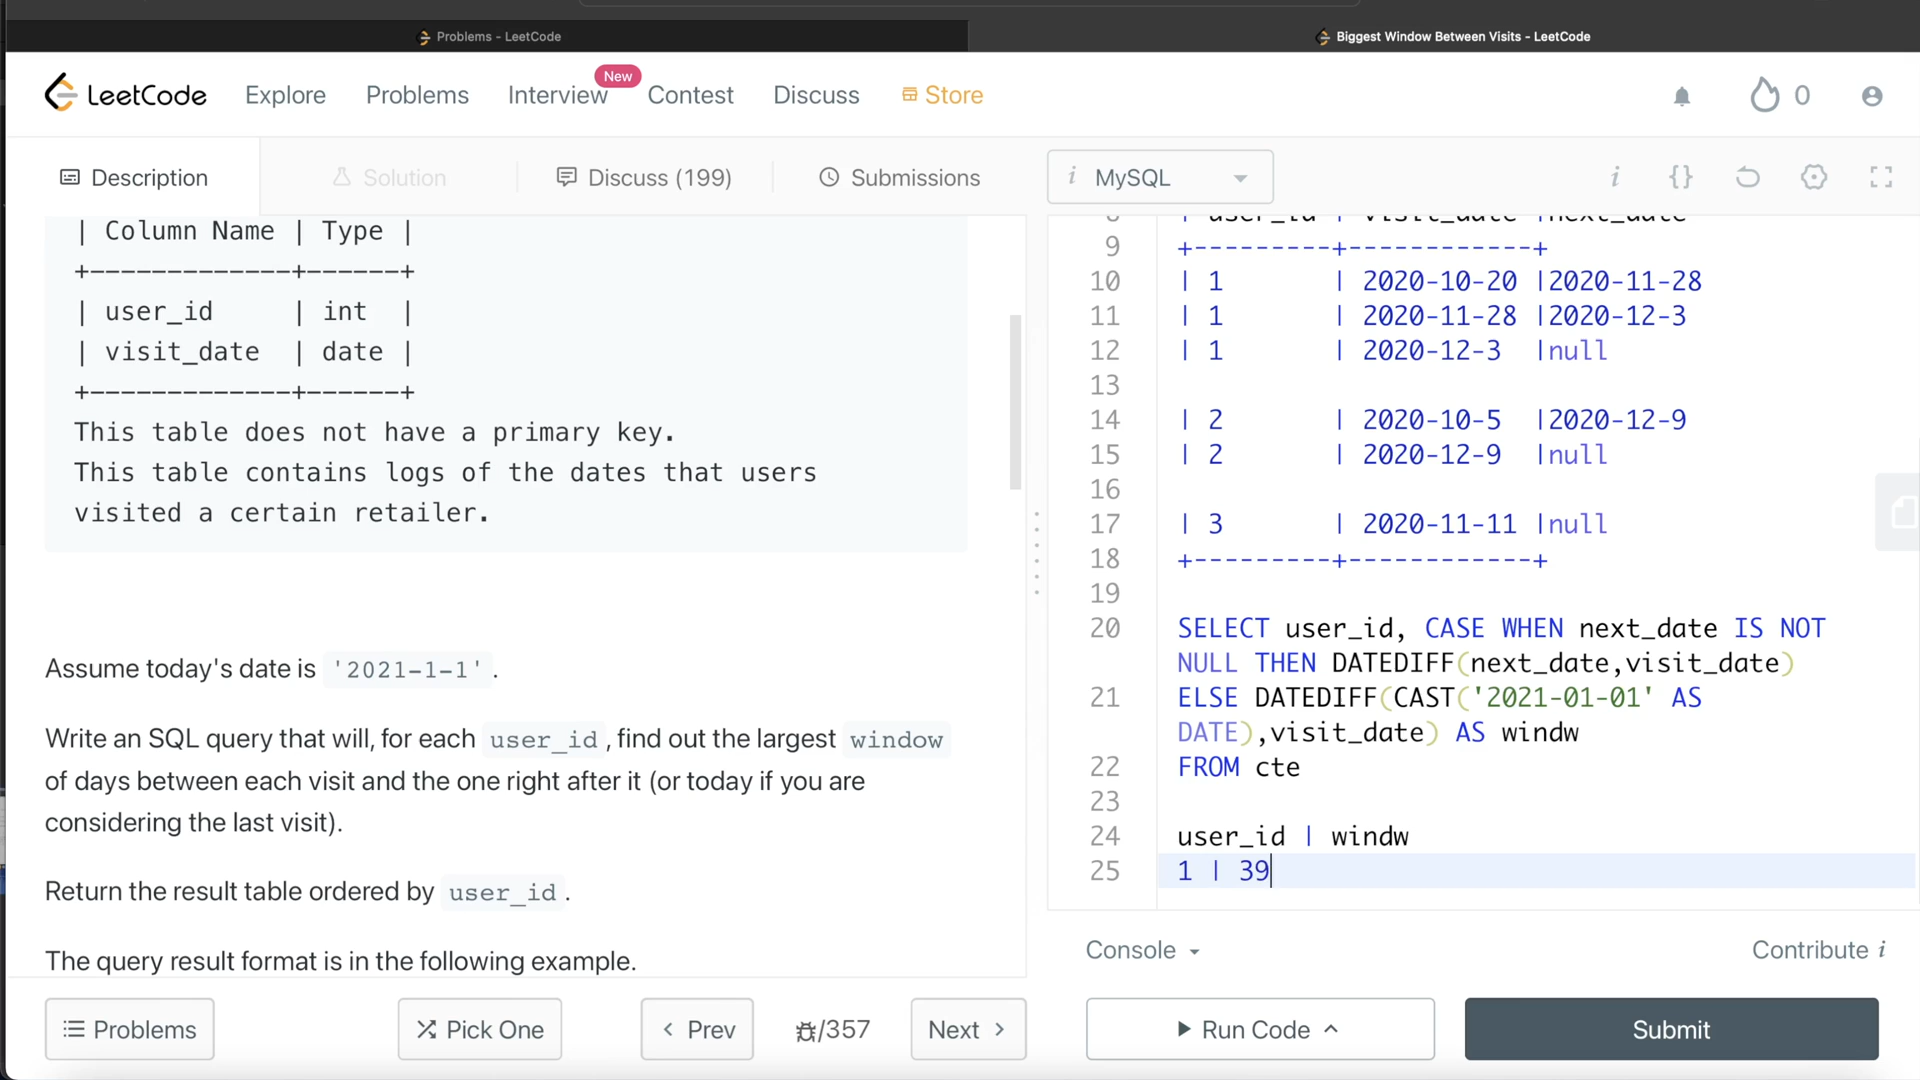 Problems - LeetCode
Biggest Window Between Visits - LeetCode
LeetCode
Explore
Problems
Interview
New
Contest
Discuss
Store
0
Description
Solution
Discuss (199)
Submissions
i MySQL
i {}
| Column Name | Type |
+-------------+------+
| user_id     | int  |
| visit_date  | date |
+-------------+------+
This table does not have a primary key.
This table contains logs of the dates that users
visited a certain retailer.
Assume today's date is '2021-1-1' .
Write an SQL query that will, for each user_id , find out the largest window
of days between each visit and the one right after it (or today if you are
considering the last visit).
Return the result table ordered by user_id .
The query result format is in the following example.
8 | user_id | visit_date |next_date
9 +---------+------------+
10 | 1       | 2020-10-20 |2020-11-28
11 | 1       | 2020-11-28 |2020-12-3
12 | 1       | 2020-12-3  |null
13
14 | 2       | 2020-10-5  |2020-12-9
15 | 2       | 2020-12-9  |null
16
17 | 3       | 2020-11-11 |null
18 +---------+------------+
19
20 SELECT user_id, CASE WHEN next_date IS NOT
NULL THEN DATEDIFF(next_date,visit_date)
21 ELSE DATEDIFF(CAST('2021-01-01' AS
DATE),visit_date) AS windw
22 FROM cte
23
24 user_id | windw
25 1 | 39
Console
Contribute i
Problems
Pick One
Prev
/357
Next
Run Code
Submit